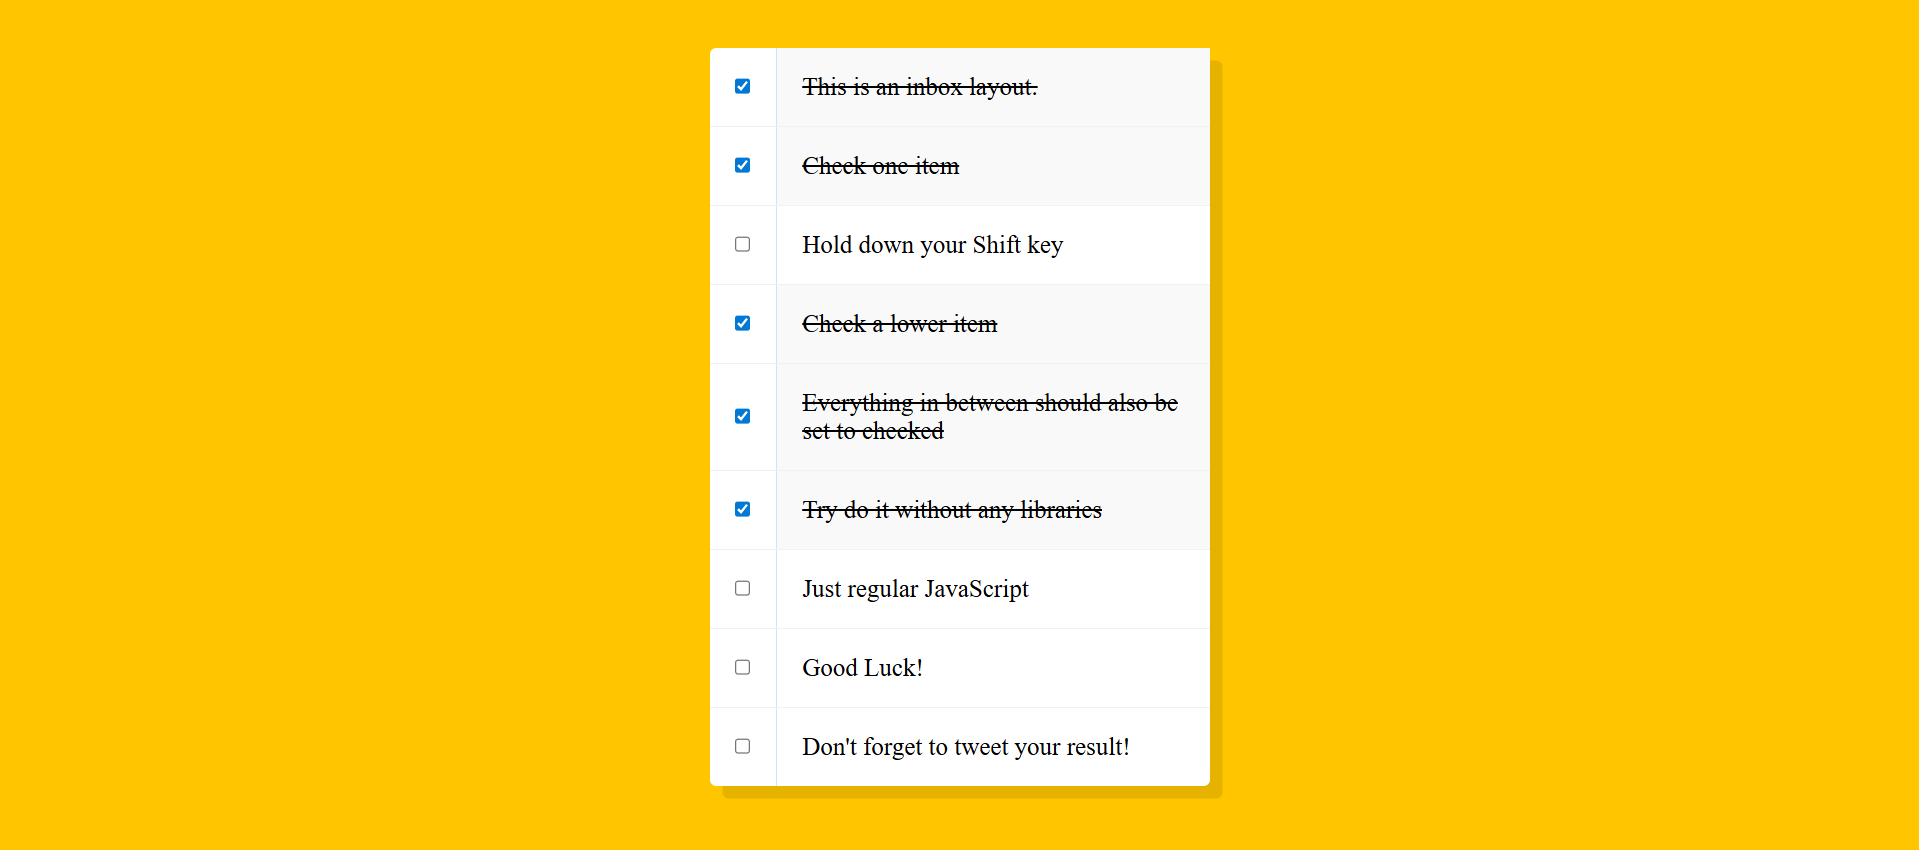 This is an inbox layout.
Check one item
Hold down your Shift key
Check a lower item
Everything in between should also be
set to checked
Try do it without any libraries
Just regular JavaScript
Good Luck!
Don't forget to tweet your result!